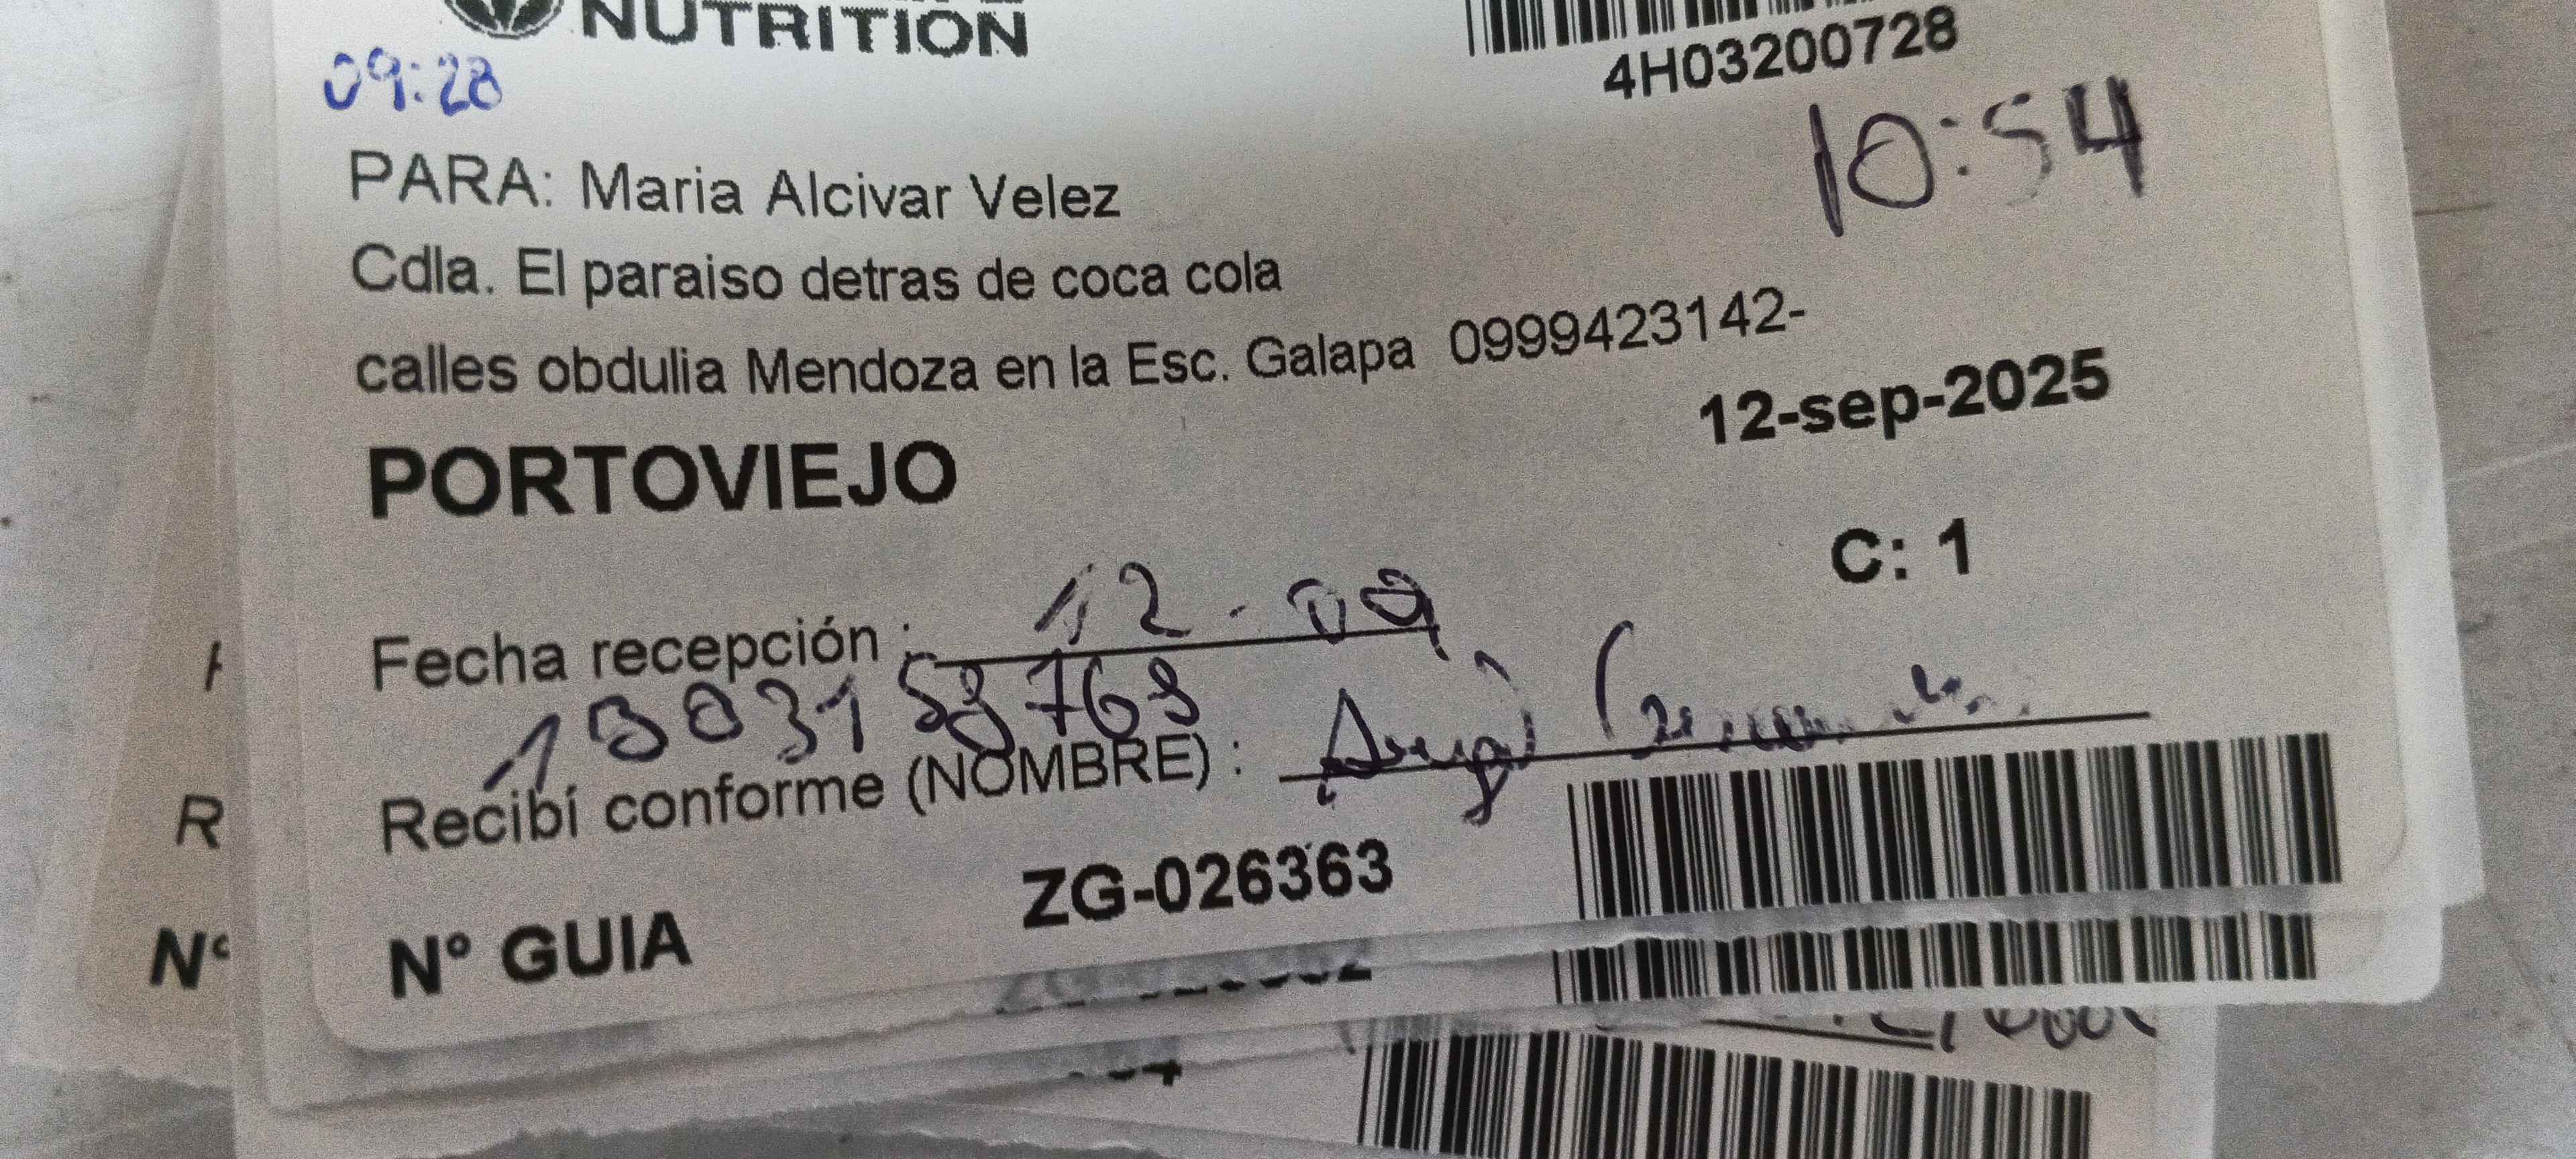 NUTRITION
4H03200728
09:28
10:54
PARA: Maria Alcivar Velez
Cdla. El paraiso detras de coca cola
calles obdulia Mendoza en la Esc. Galapa 0999423142-
12-sep-2025
PORTOVIEJO
C: 1
Fecha recepción : 12-09
Recibí conforme (NOMBRE) :
Nº GUIA ZG-026363
R
Nº